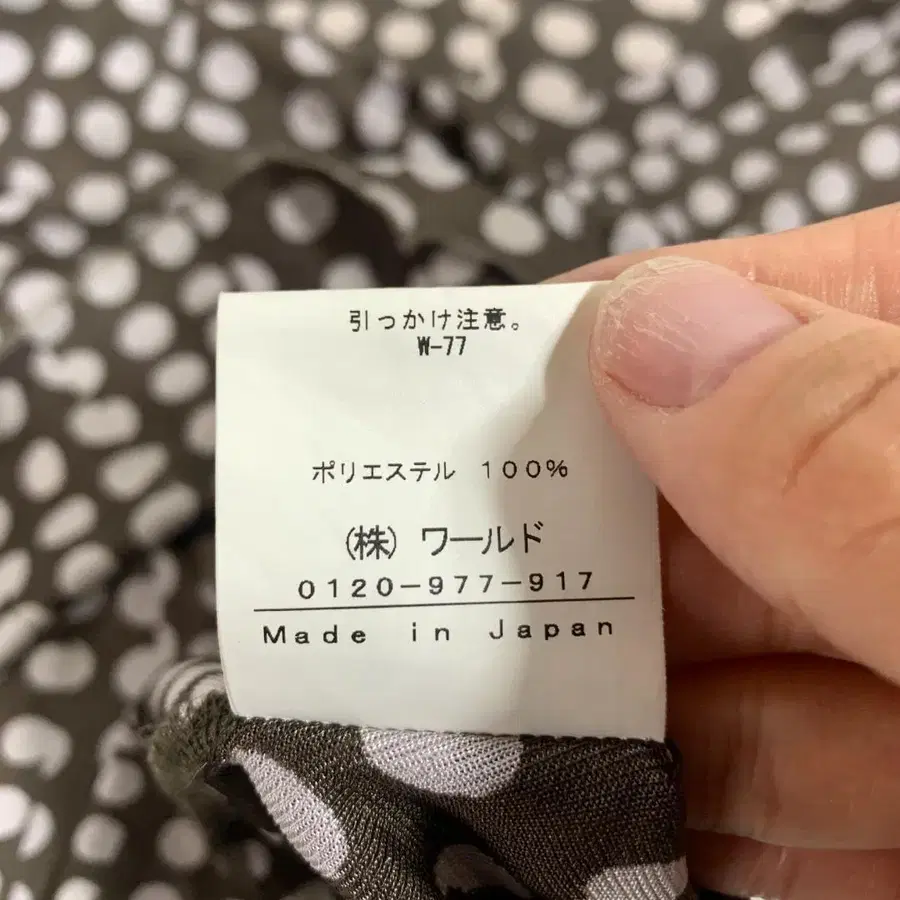 引っかけ注意。
W-77
ポリエステル 100%
(株) ワールド
0120-977-917
Made in Japan